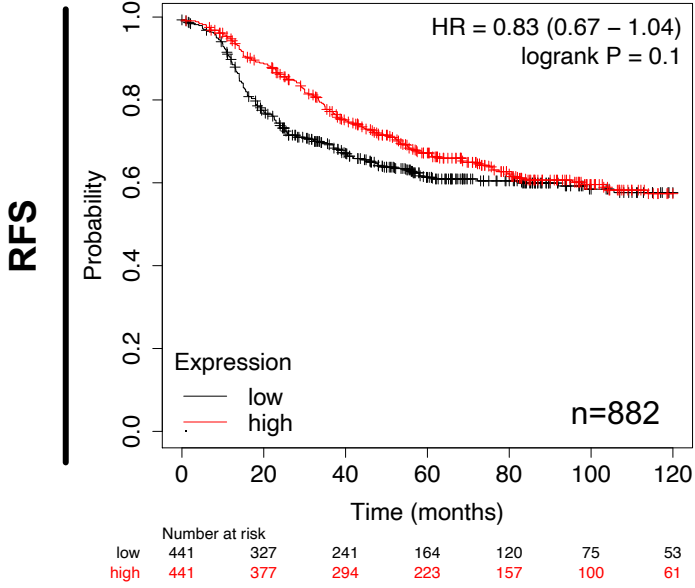 HR = 0.83 (0.67 − 1.04)
logrank P = 0.1
RFS
Probability
1.0
0.8
0.6
0.4
0.2
0.0
Expression
low
high
n=882
0 20 40 60 80 100 120
Time (months)
Number at risk
low 441 327 241 164 120 75 53
high 441 377 294 223 157 100 61